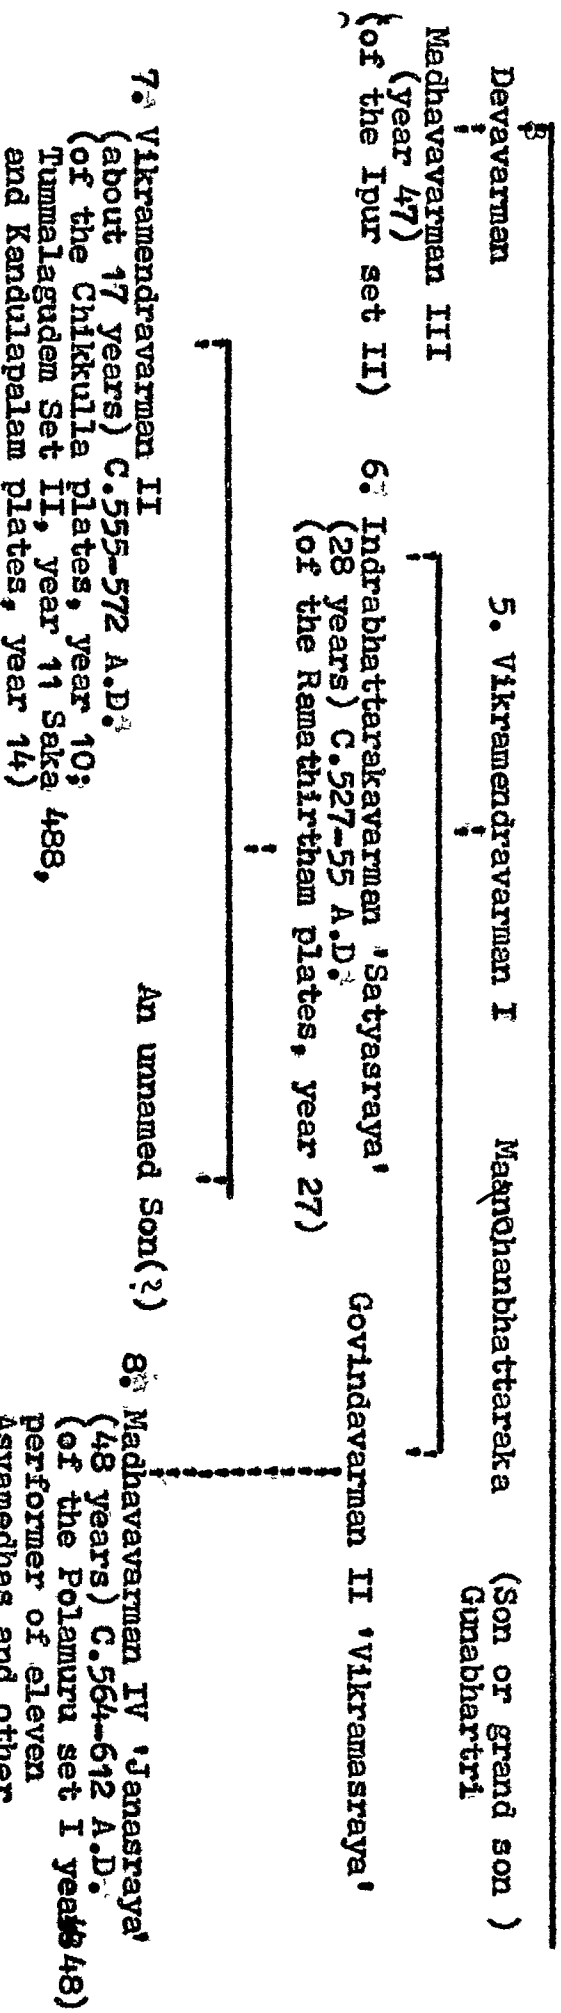 Devavarman
Madhavavarman III
(year 47)
(of the Ipur set II)
5. Vikramendravarman I
(Son or grand son )
Gunabhartri
6. Indrabhattarakavarman 'Satyasraya'
(28 years) C.527-55 A.D.
(of the Ramathirtham plates, year 27)
Govindavarman II 'Vikramasraya'
7. Vikramendravarman II
(about 17 years) C.555-572 A.D.
(of the Chikkulla plates, year 10;
Tummalagudem Set II, year 11 Saka 488,
and Kandulapalam plates, year 14)
An unnamed Son(?)
8. Madhavavarman IV 'Janasraya'
(48 years) C.564-612 A.D.
(of the Polamuru set I year 48)
performer of eleven
Asvamedhas and other